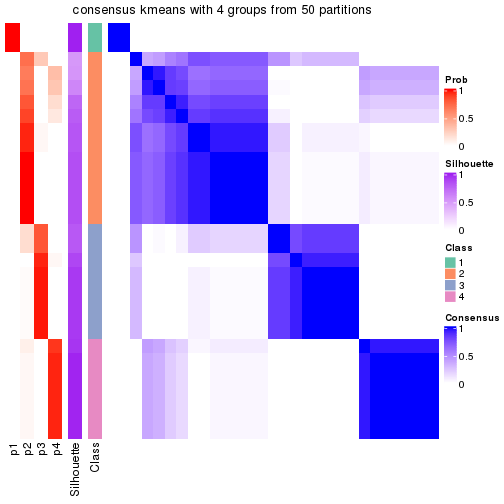 consensus kmeans with 4 groups from 50 partitions
Prob
1
0.5
0
Silhouette
1
0.5
0
Class
1
2
3
4
Consensus
1
0.5
0
p1
p2
p3
p4
Silhouette
Class